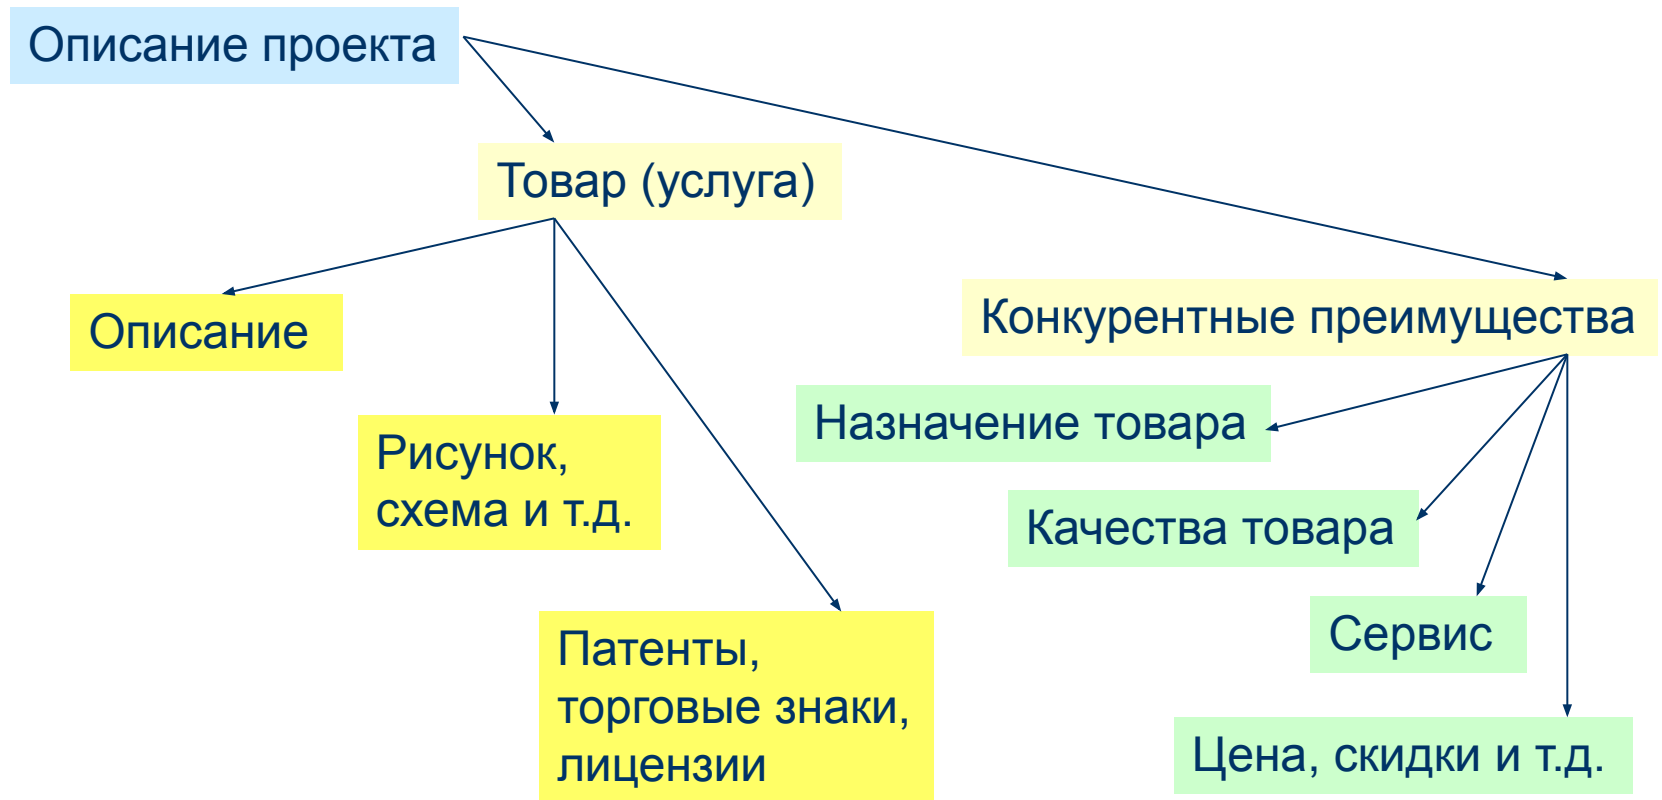 Описание проекта
Товар (услуга)
Описание
Рисунок,
схема и т.д.
Патенты,
торговые знаки,
лицензии
Конкурентные преимущества
Назначение товара
Качества товара
Сервис
Цена, скидки и т.д.